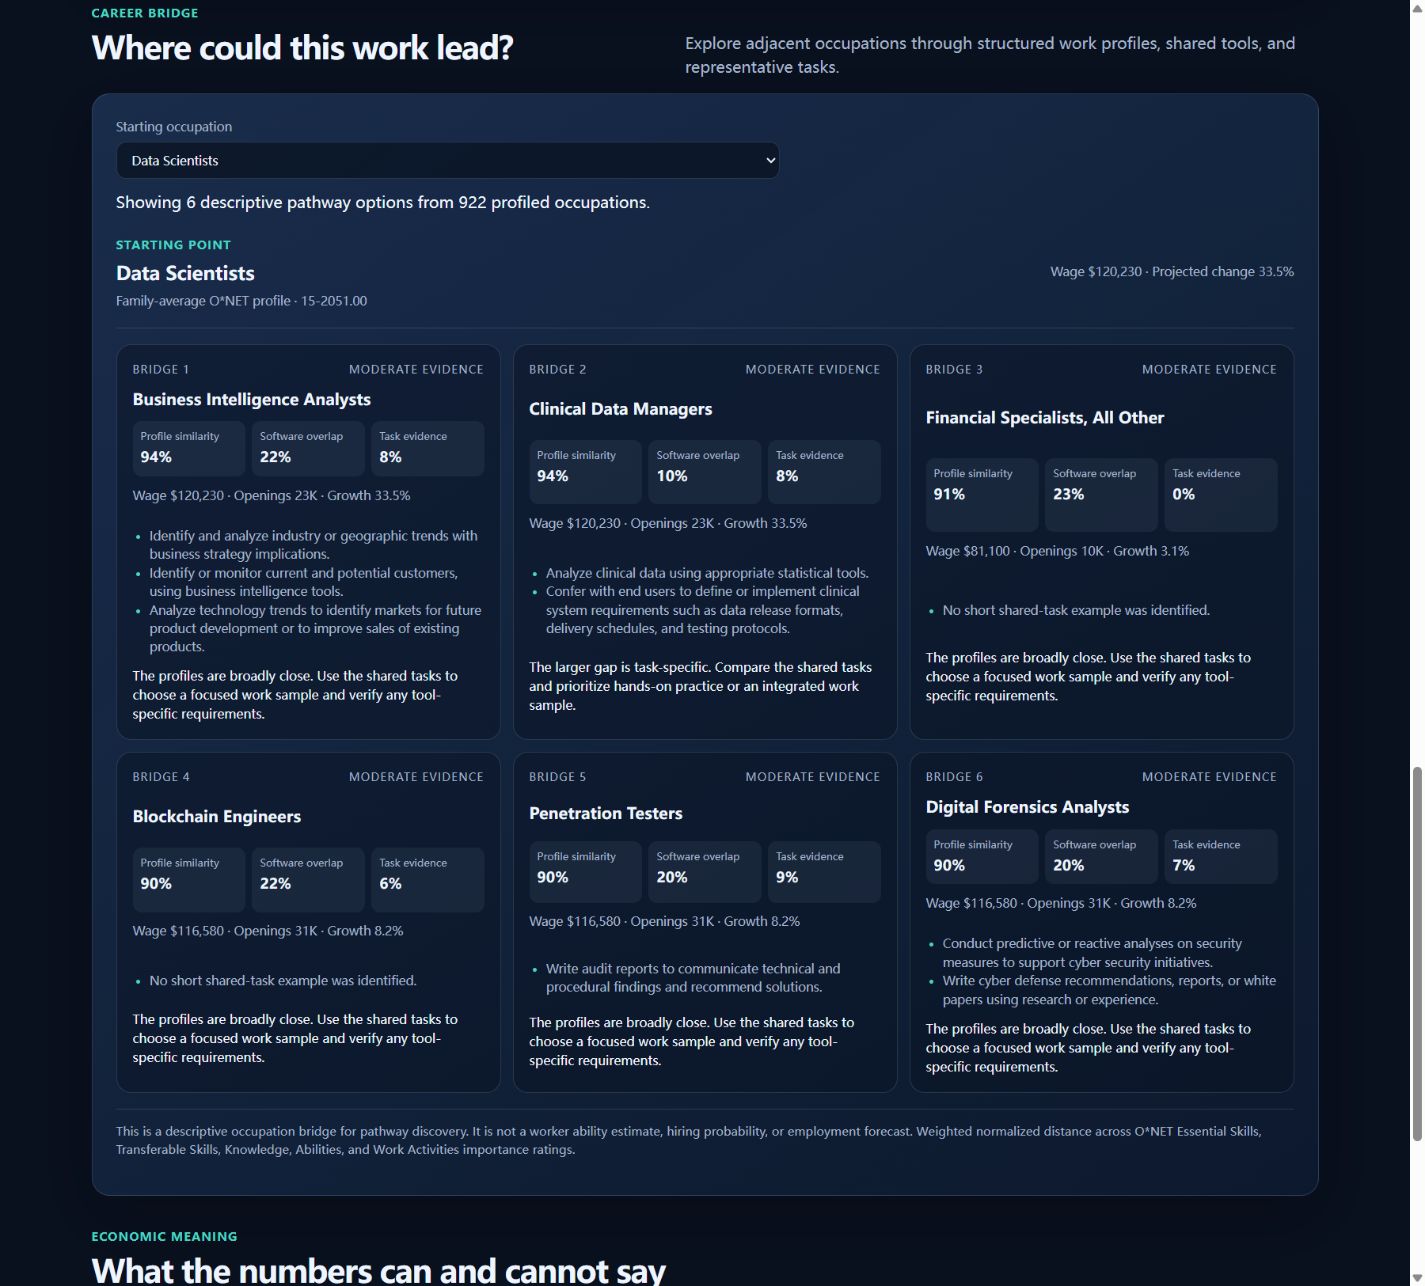 CAREER BRIDGE
Where could this work lead?
Explore adjacent occupations through structured work profiles, shared tools, and
representative tasks.
Starting occupation
Data Scientists
Showing 6 descriptive pathway options from 922 profiled occupations.
STARTING POINT
Data Scientists
Wage $120,230 · Projected change 33.5%
Family-average O*NET profile · 15-2051.00
BRIDGE 1
MODERATE EVIDENCE
Business Intelligence Analysts
Profile similarity
94%
Software overlap
22%
Task evidence
8%
Wage $120,230 · Openings 23K · Growth 33.5%
• Identify and analyze industry or geographic trends with
business strategy implications.
• Identify or monitor current and potential customers,
using business intelligence tools.
• Analyze technology trends to identify markets for future
product development or to improve sales of existing
products.
The profiles are broadly close. Use the shared tasks to
choose a focused work sample and verify any tool-
specific requirements.
BRIDGE 2
MODERATE EVIDENCE
Clinical Data Managers
Profile similarity
94%
Software overlap
10%
Task evidence
8%
Wage $120,230 · Openings 23K · Growth 33.5%
• Analyze clinical data using appropriate statistical tools.
• Confer with end users to define or implement clinical
system requirements such as data release formats,
delivery schedules, and testing protocols.
The larger gap is task-specific. Compare the shared tasks
and prioritize hands-on practice or an integrated work
sample.
BRIDGE 3
MODERATE EVIDENCE
Financial Specialists, All Other
Profile similarity
91%
Software overlap
23%
Task evidence
0%
Wage $81,100 · Openings 10K · Growth 3.1%
• No short shared-task example was identified.
The profiles are broadly close. Use the shared tasks to
choose a focused work sample and verify any tool-
specific requirements.
BRIDGE 4
MODERATE EVIDENCE
Blockchain Engineers
Profile similarity
90%
Software overlap
22%
Task evidence
6%
Wage $116,580 · Openings 31K · Growth 8.2%
• No short shared-task example was identified.
The profiles are broadly close. Use the shared tasks to
choose a focused work sample and verify any tool-
specific requirements.
BRIDGE 5
MODERATE EVIDENCE
Penetration Testers
Profile similarity
90%
Software overlap
20%
Task evidence
9%
Wage $116,580 · Openings 31K · Growth 8.2%
• Write audit reports to communicate technical and
procedural findings and recommend solutions.
The profiles are broadly close. Use the shared tasks to
choose a focused work sample and verify any tool-
specific requirements.
BRIDGE 6
MODERATE EVIDENCE
Digital Forensics Analysts
Profile similarity
90%
Software overlap
20%
Task evidence
7%
Wage $116,580 · Openings 31K · Growth 8.2%
• Conduct predictive or reactive analyses on security
measures to support cyber security initiatives.
• Write cyber defense recommendations, reports, or white
papers using research or experience.
The profiles are broadly close. Use the shared tasks to
choose a focused work sample and verify any tool-
specific requirements.
This is a descriptive occupation bridge for pathway discovery. It is not a worker ability estimate, hiring probability, or employment forecast. Weighted normalized distance across O*NET Essential Skills,
Transferable Skills, Knowledge, Abilities, and Work Activities importance ratings.
ECONOMIC MEANING
What the numbers can and cannot say